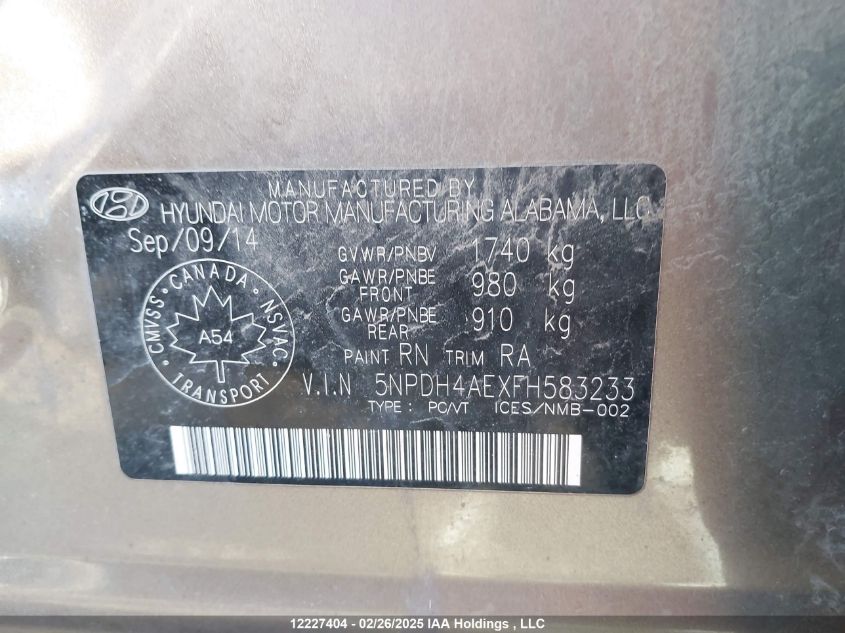 MANUFACTURED BY
HYUNDAI MOTOR MANUFACTURING ALABAMA, LLC
Sep/09/14
GVWR/PNBV 1740 kg
GAWR/PNBE FRONT 980 kg
GAWR/PNBE REAR 910 kg
PAINT RN TRIM RA
V.I.N 5NPDH4AEXFH583233
TYPE : PC/VT ICES/NMB-002
CANADA
CMVSS NSVAC
A54
TRANSPORT
12227404 - 02/26/2025 IAA Holdings , LLC